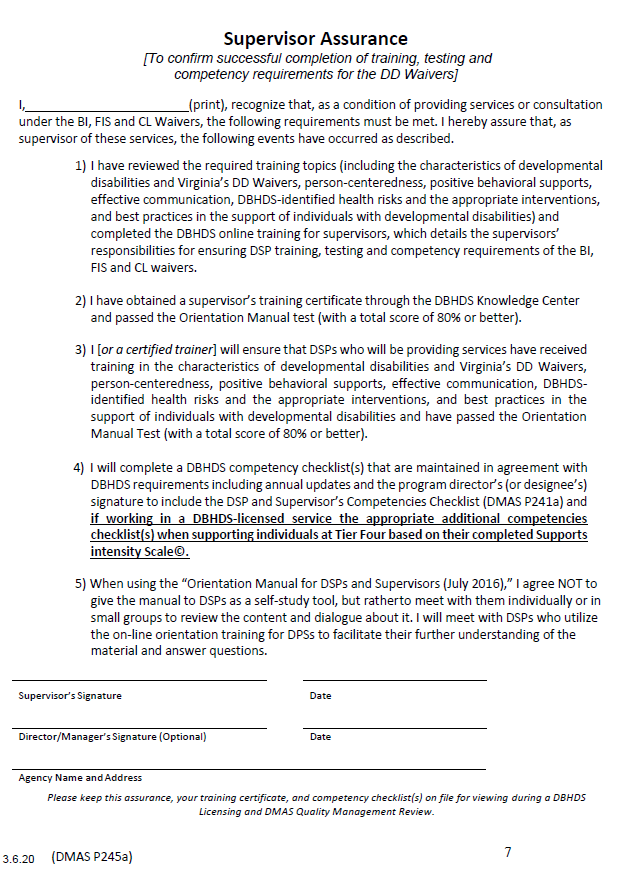 Supervisor Assurance
[To confirm successful completion of training, testing and
competency requirements for the DD Waivers]
I,________________________(print), recognize that, as a condition of providing services or consultation
under the BI, FIS and CL Waivers, the following requirements must be met. I hereby assure that, as
supervisor of these services, the following events have occurred as described.
1) I have reviewed the required training topics (including the characteristics of developmental
disabilities and Virginia's DD Waivers, person-centeredness, positive behavioral supports,
effective communication, DBHDS-identified health risks and the appropriate interventions,
and best practices in the support of individuals with developmental disabilities) and
completed the DBHDS online training for supervisors, which details the supervisors'
responsibilities for ensuring DSP training, testing and competency requirements of the BI,
FIS and CL waivers.
2) I have obtained a supervisor's training certificate through the DBHDS Knowledge Center
and passed the Orientation Manual test (with a total score of 80% or better).
3) I [or a certified trainer] will ensure that DSPs who will be providing services have received
training in the characteristics of developmental disabilities and Virginia's DD Waivers,
person-centeredness, positive behavioral supports, effective communication, DBHDS-
identified health risks and the appropriate interventions, and best practices in the
support of individuals with developmental disabilities and have passed the Orientation
Manual Test (with a total score of 80% or better).
4) I will complete a DBHDS competency checklist(s) that are maintained in agreement with
DBHDS requirements including annual updates and the program director's (or designee's)
signature to include the DSP and Supervisor's Competencies Checklist (DMAS P241a) and
if working in a DBHDS-licensed service the appropriate additional competencies
checklist(s) when supporting individuals at Tier Four based on their completed Supports
intensity Scale©.
5) When using the "Orientation Manual for DSPs and Supervisors (July 2016)," I agree NOT to
give the manual to DSPs as a self-study tool, but ratherto meet with them individually or in
small groups to review the content and dialogue about it. I will meet with DSPs who utilize
the on-line orientation training for DPSs to facilitate their further understanding of the
material and answer questions.
Supervisor's Signature Date
Director/Manager's Signature (Optional) Date
Agency Name and Address
Please keep this assurance, your training certificate, and competency checklist(s) on file for viewing during a DBHDS
Licensing and DMAS Quality Management Review.
3.6.20 (DMAS P245a) 7